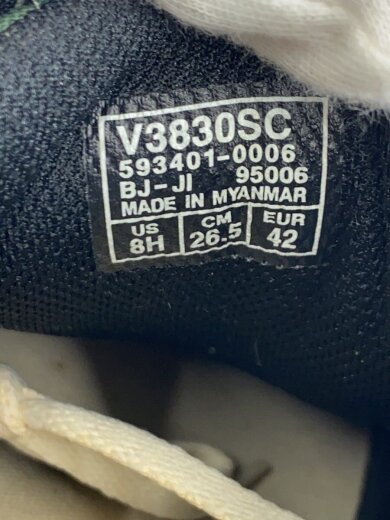 V3830SC
593401-0006
BJ-JI 95006
MADE IN MYANMAR
US CM EUR
8H 26.5 42